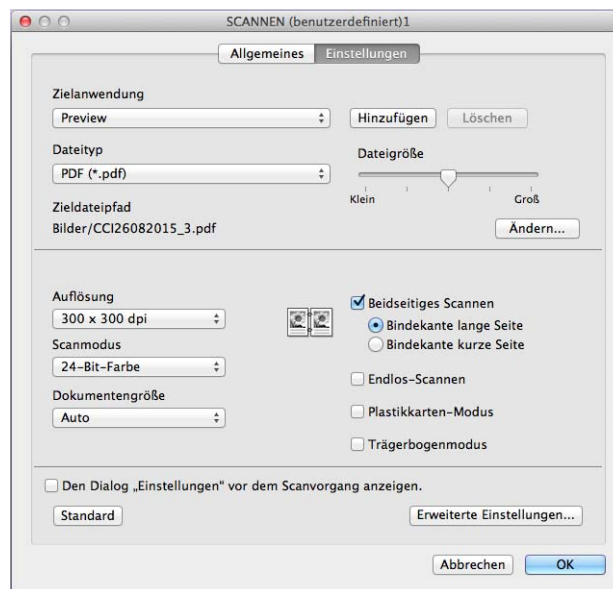 SCANNEN (benutzerdefiniert)1
Allgemeines Einstellungen
Zielanwendung
Preview Hinzufügen Löschen
Dateityp Dateigröße
PDF (*.pdf)
Klein Groß
Zieldateipfad
Bilder/CCI26082015_3.pdf Ändern...
Auflösung
300 x 300 dpi
Scanmodus
24-Bit-Farbe
Dokumentengröße
Auto
Beidseitiges Scannen
Bindekante lange Seite
Bindekante kurze Seite
Endlos-Scannen
Plastikkarten-Modus
Trägerbogenmodus
Den Dialog „Einstellungen" vor dem Scanvorgang anzeigen.
Standard Erweiterte Einstellungen...
Abbrechen OK